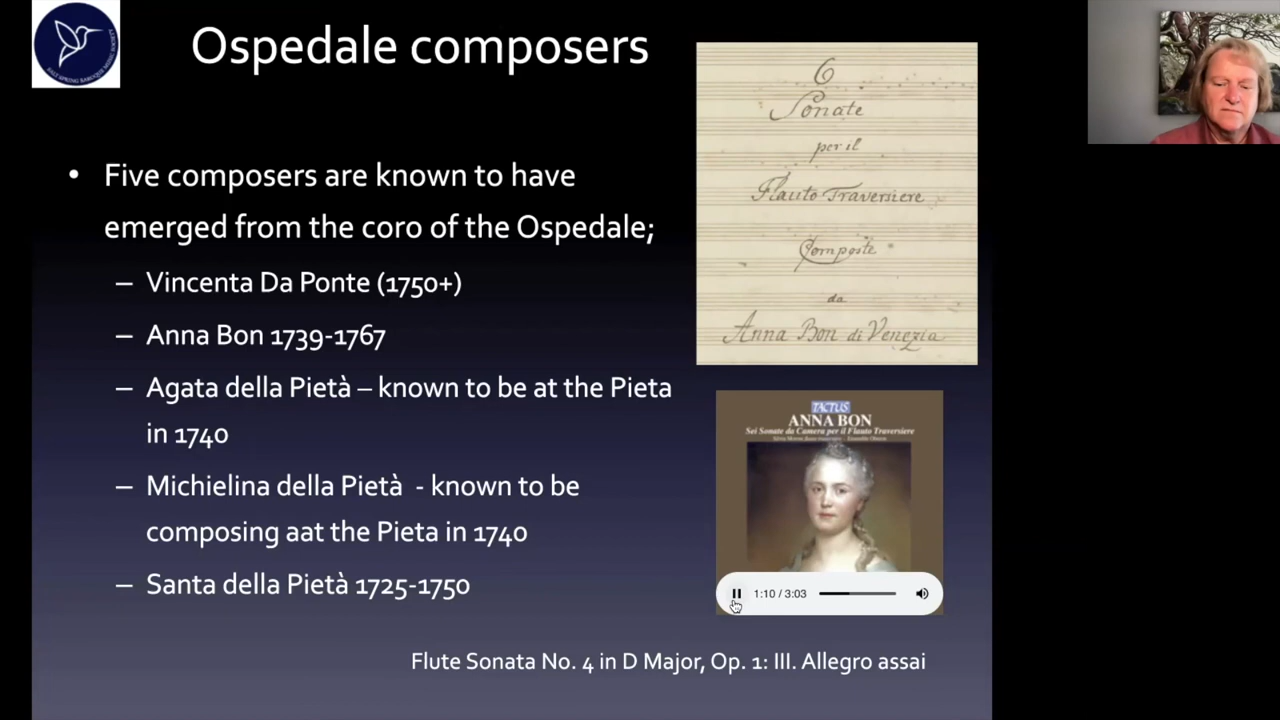 Ospedale composers
• Five composers are known to have
emerged from the coro of the Ospedale;
– Vincenta Da Ponte (1750+)
– Anna Bon 1739-1767
– Agata della Pietà – known to be at the Pieta
in 1740
– Michielina della Pietà - known to be
composing aat the Pieta in 1740
– Santa della Pietà 1725-1750
6
Sonate
per il
Flauto Traversiere
Composte
da
Anna Bon di Venezia
TACTUS
ANNA BON
Sei Sonate da Camera per il Flauto Traversiere
1:10 / 3:03
Flute Sonata No. 4 in D Major, Op. 1: III. Allegro assai